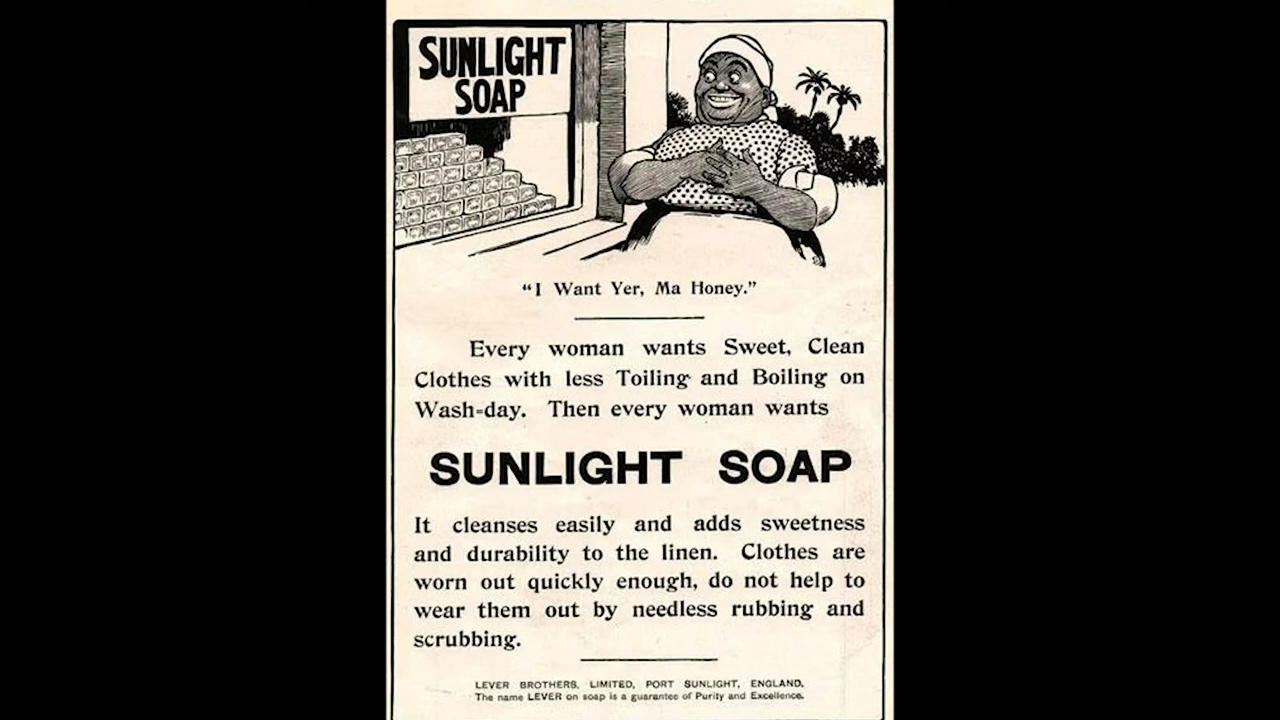 SUNLIGHT
SOAP
"I Want Yer, Ma Honey."
Every woman wants Sweet, Clean
Clothes with less Toiling and Boiling on
Wash=day. Then every woman wants
SUNLIGHT SOAP
It cleanses easily and adds sweetness
and durability to the linen. Clothes are
worn out quickly enough, do not help to
wear them out by needless rubbing and
scrubbing.
LEVER BROTHERS, LIMITED, PORT SUNLIGHT, ENGLAND.
The name LEVER on soap is a guarantee of Purity and Excellence.